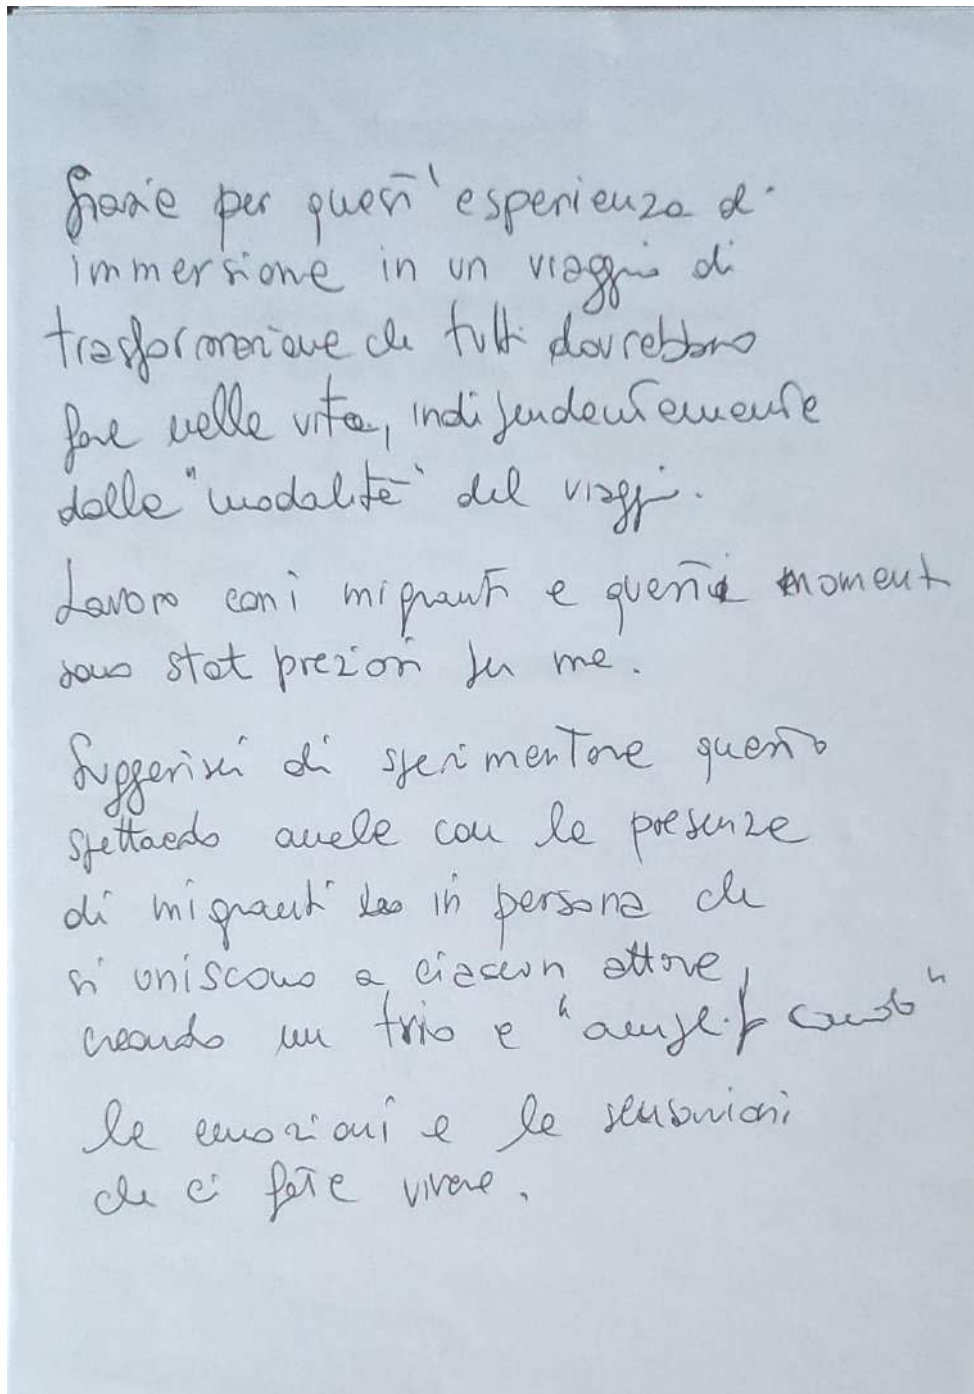 Grazie per quest'esperienza di
immersione in un viaggio di
trasformazione che tutti dovrebbero
fare nella vita, indipendentemente
dalla "modalità" del viaggio.
Lavoro con i migranti e questi momenti
sono stati preziosi per me.
Suggerirei di sperimentare questo
spettacolo anche con la presenza
di migranti in persona che
si uniscono a ciascun attore,
creando un trio e "amplificando"
le emozioni e le sensazioni
che ci fate vivere.